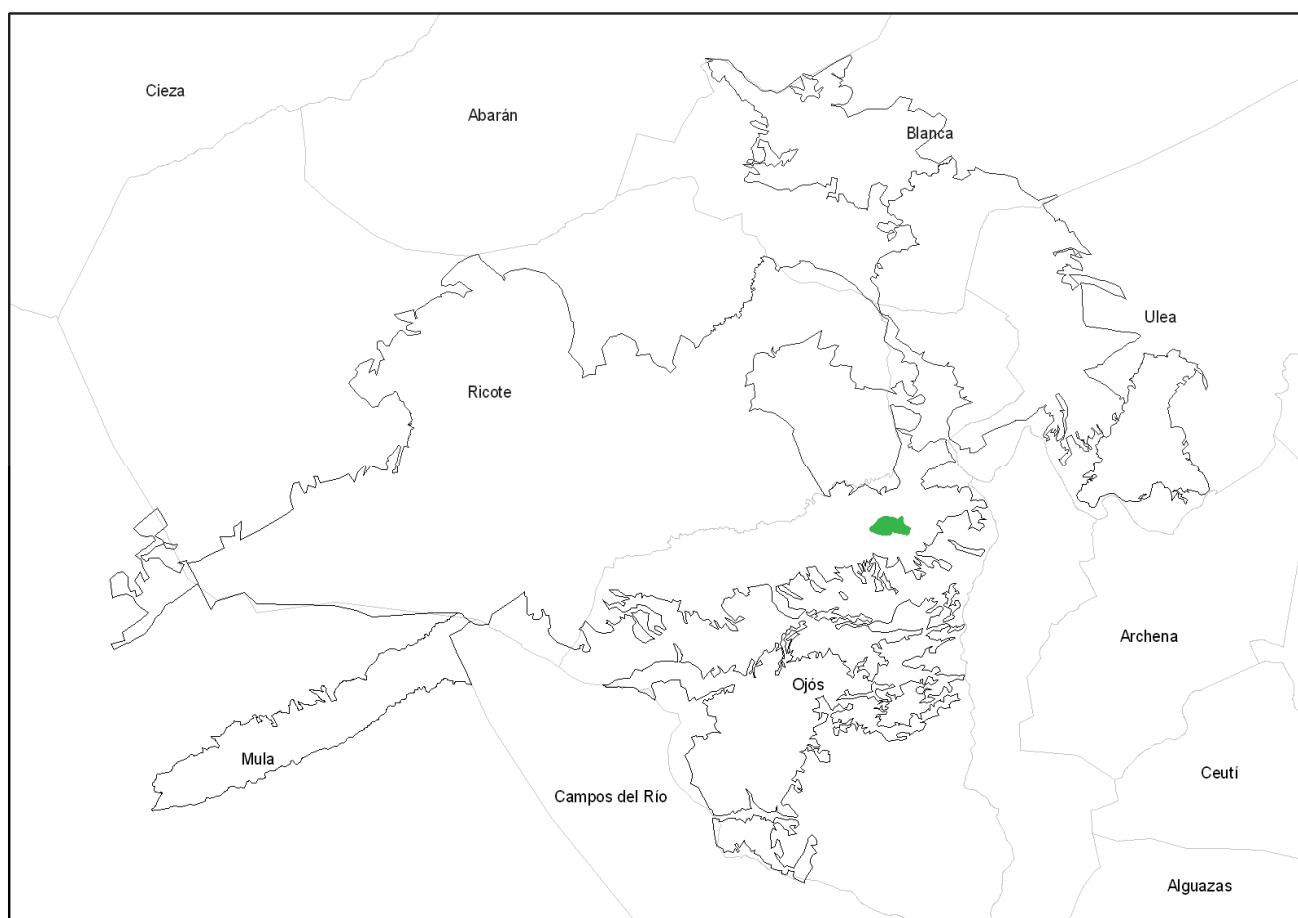 Cieza
Abarán
Blanca
Ulea
Ricote
Archena
Ojós
Mula
Ceutí
Campos del Río
Alguazas